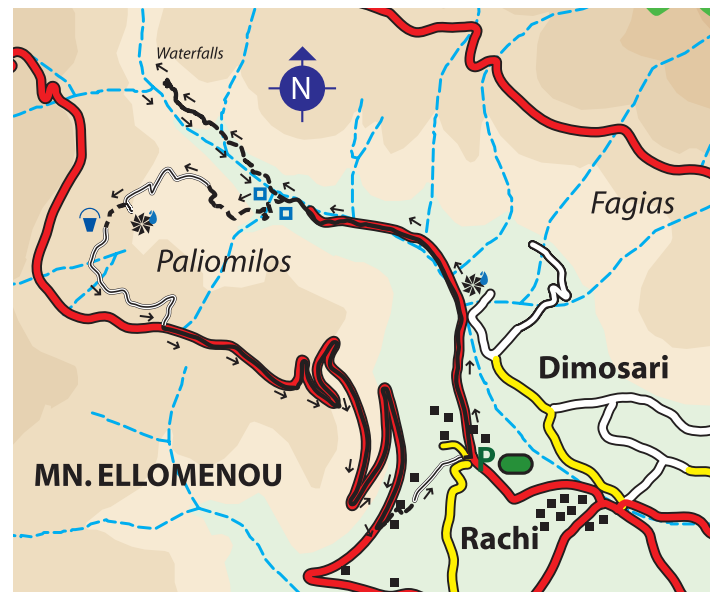 Waterfalls
N
Fagias
Paliomilos
Dimosari
MN. ELLOMENOU
P
Rachi